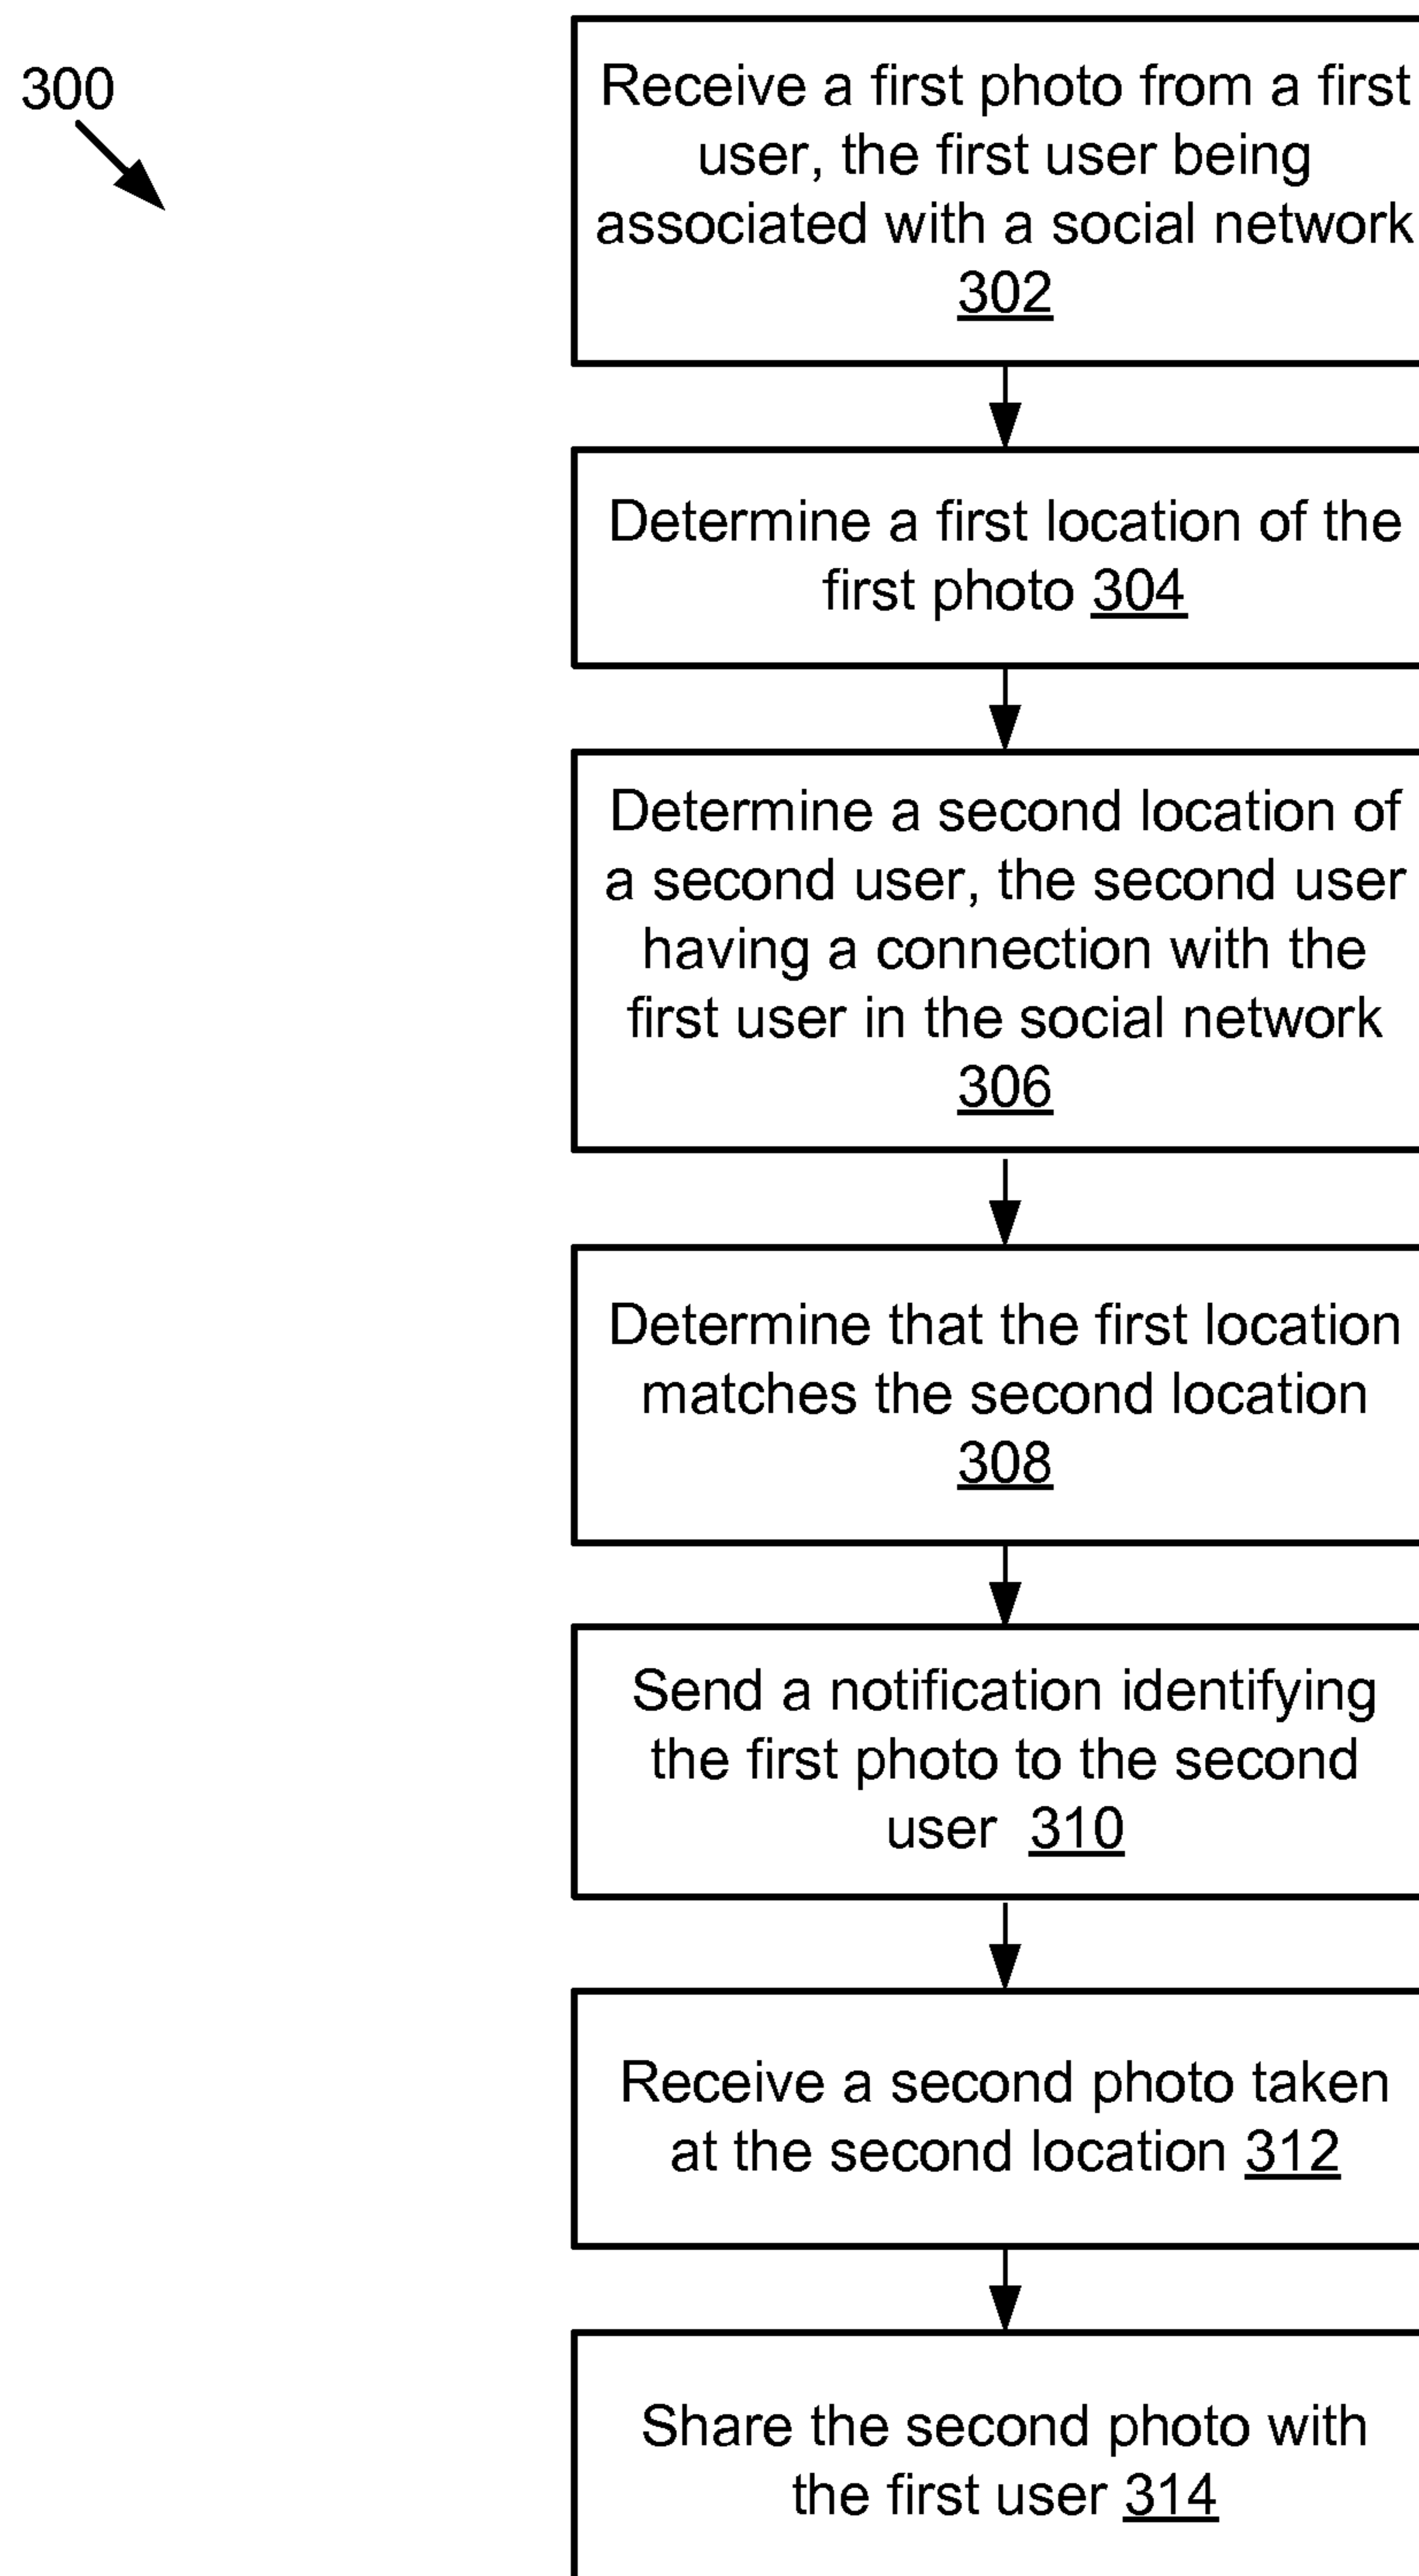 300
Receive a first photo from a first
user, the first user being
associated with a social network
302
Determine a first location of the
first photo 304
Determine a second location of
a second user, the second user
having a connection with the
first user in the social network
306
Determine that the first location
matches the second location
308
Send a notification identifying
the first photo to the second
user 310
Receive a second photo taken
at the second location 312
Share the second photo with
the first user 314